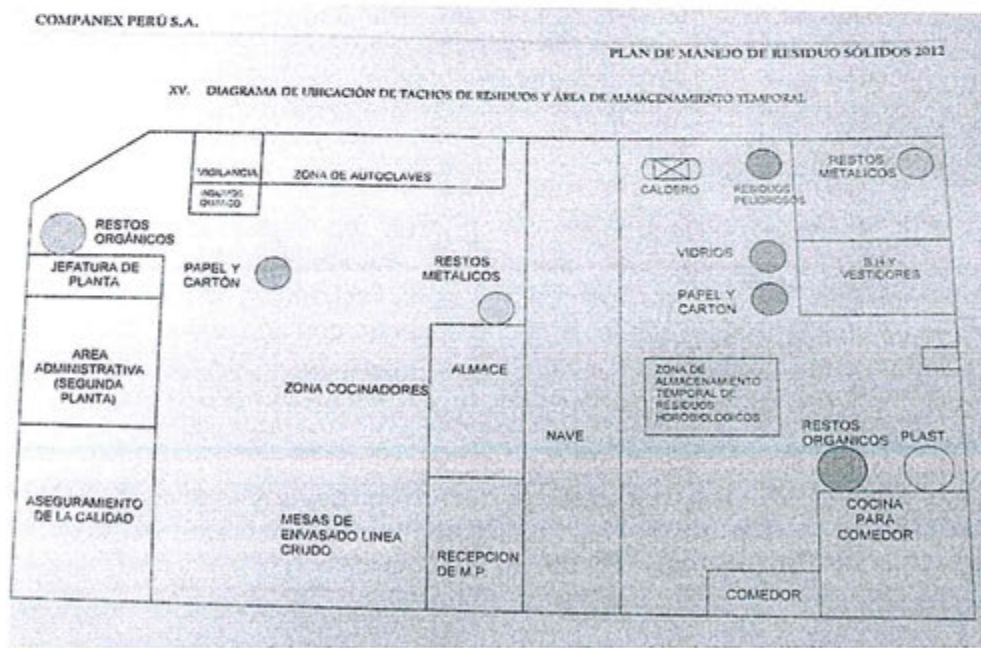 COMPANEX PERÚ S.A.
PLAN DE MANEJO DE RESIDUO SÓLIDOS 2012
XV. DIAGRAMA DE UBICACIÓN DE TACHOS DE RESIDUOS Y ÁREA DE ALMACENAMIENTO TEMPORAL
VIGILANCIA
ZONA DE AUTOCLAVES
CALDERO
RESIDUOS
PELIGROSOS
RESTOS
METALICOS
RESTOS
ORGÁNICOS
JEFATURA DE
PLANTA
PAPEL Y
CARTÓN
RESTOS
METALICOS
VIDRIOS
PAPEL Y
CARTON
S.H Y
VESTIDORES
AREA
ADMINISTRATIVA
(SEGUNDA
PLANTA)
ZONA COCINADORES
ALMACE
NAVE
ZONA DE
ALMACENAMIENTO
TEMPORAL DE
RESIDUOS
HDROBIOLOGICOS
RESTOS
ORGÁNICOS
PLAST.
ASEGURAMIENTO
DE LA CALIDAD
MESAS DE
ENVASADO LINEA
CRUDO
RECEPCION
DE M.P.
COCINA
PARA
COMEDOR
COMEDOR